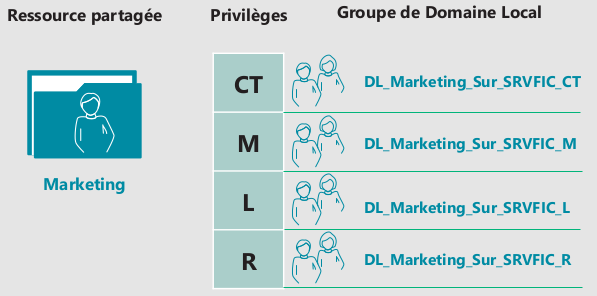 Ressource partagée
Privilèges
Groupe de Domaine Local
CT
DL_Marketing_Sur_SRVFIC_CT
M
DL_Marketing_Sur_SRVFIC_M
Marketing
L
DL_Marketing_Sur_SRVFIC_L
R
DL_Marketing_Sur_SRVFIC_R